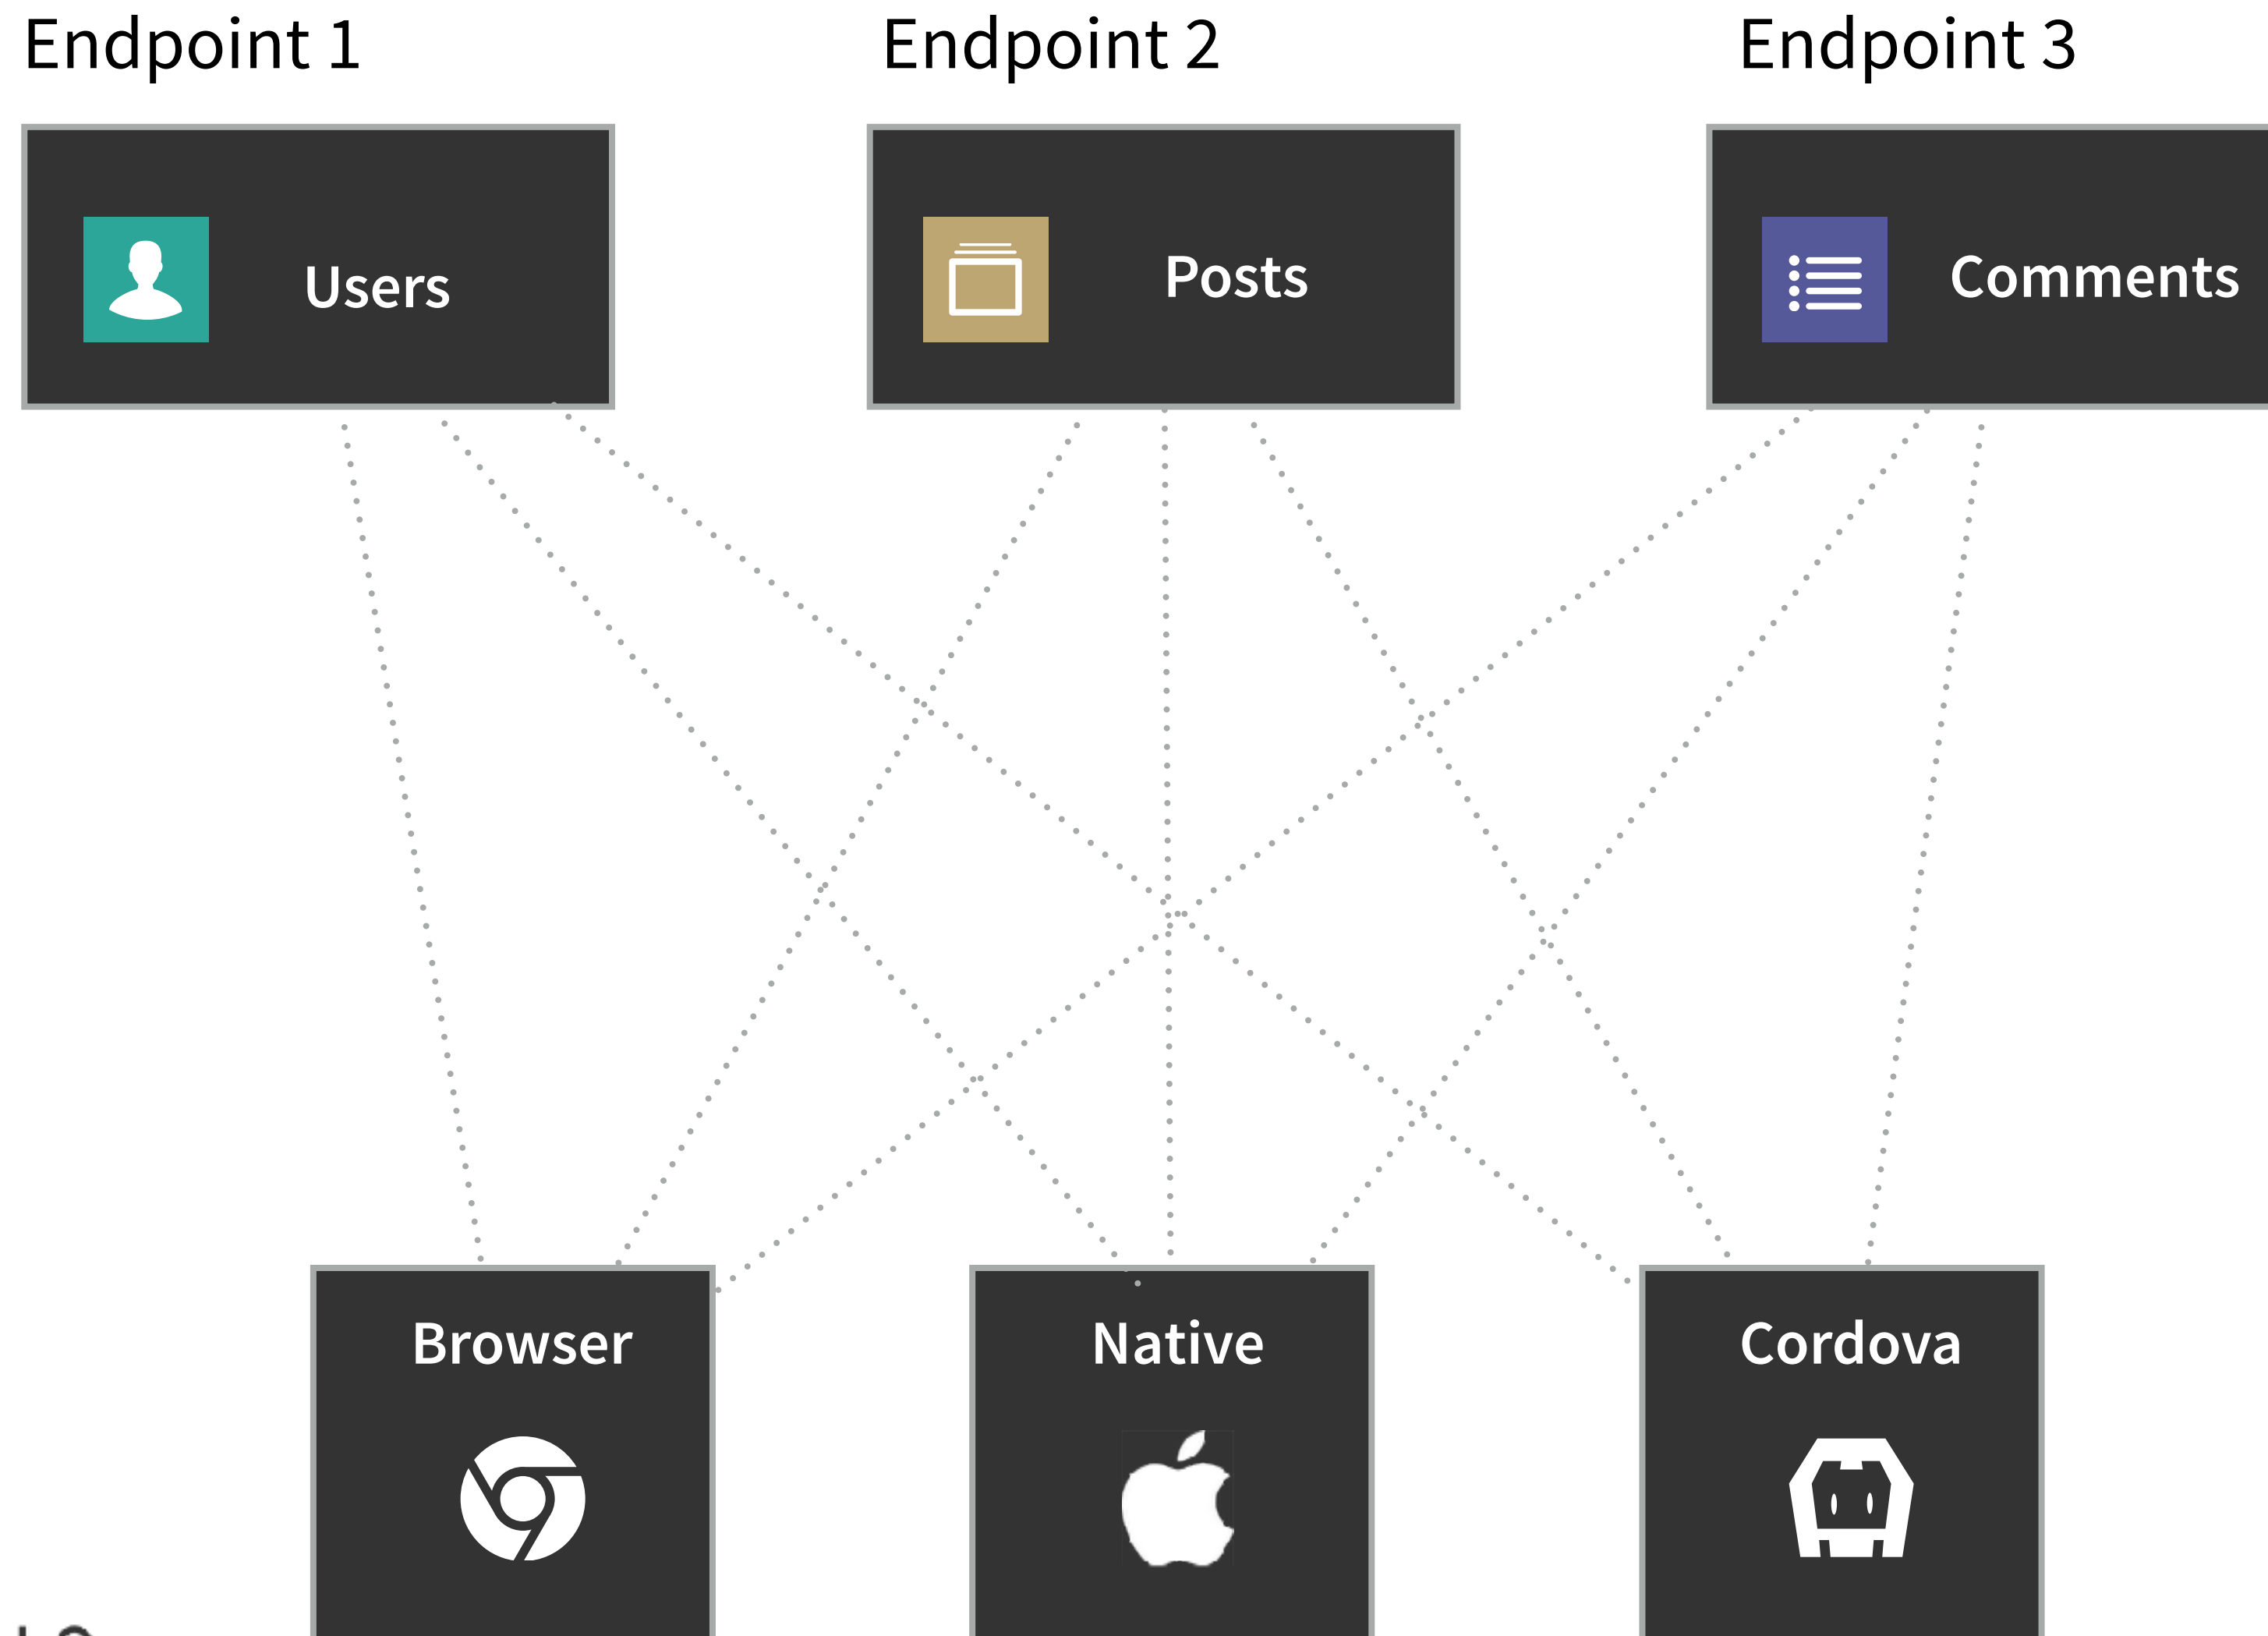 Endpoint 1
Endpoint 2
Endpoint 3
Users
Posts
Comments
Browser
Native
Cordova